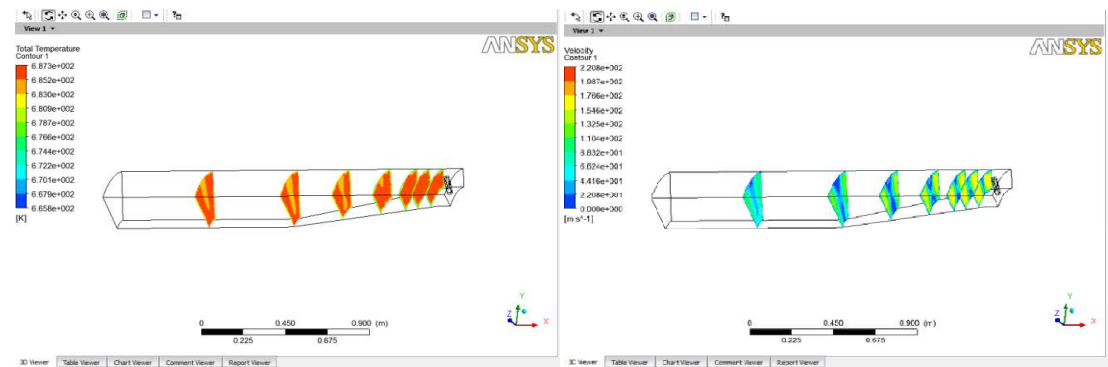 View 1
Total Temperature
Contour 1
6.873e+002
6.852e+002
6.830e+002
6.809e+002
6.787e+002
6.766e+002
6.744e+002
6.722e+002
6.701e+002
6.679e+002
6.658e+002
[K]
ANSYS
0 0.450 0.900 (m)
0.225 0.675
Y
Z X
3D Viewer Table Viewer Chart Viewer Comment Viewer Report Viewer
View 1
Velocity
Contour 1
2.208e+002
1.987e+002
1.766e+002
1.546e+002
1.325e+002
1.104e+002
8.832e+001
6.624e+001
4.416e+001
2.208e+001
0.000e+000
[m s^-1]
ANSYS
0 0.450 0.900 (m)
0.225 0.675
Y
Z X
3D Viewer Table Viewer Chart Viewer Comment Viewer Report Viewer